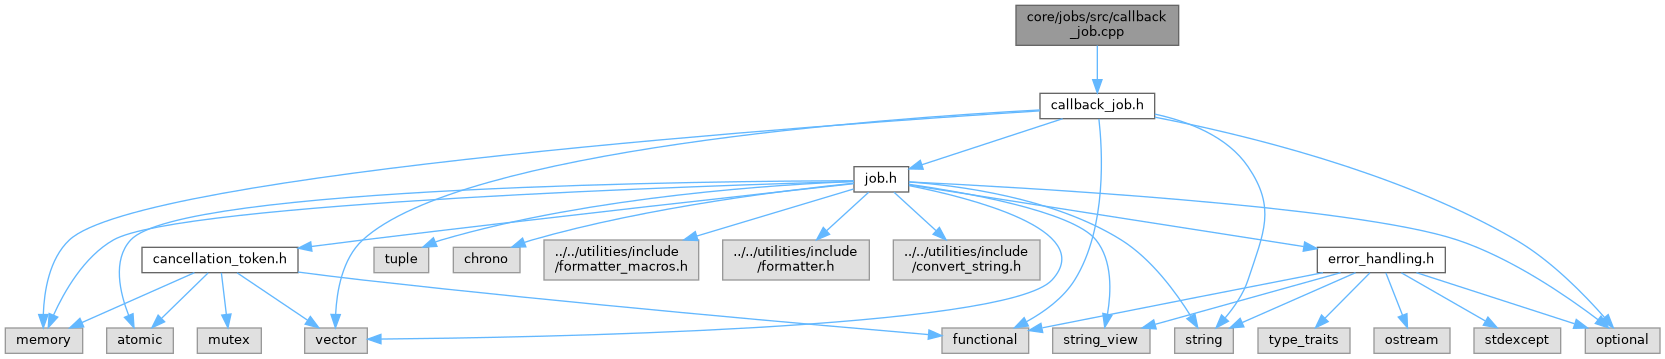 core/jobs/src/callback
_job.cpp
callback_job.h
job.h
cancellation_token.h
tuple
chrono
../../utilities/include
/formatter_macros.h
../../utilities/include
/formatter.h
../../utilities/include
/convert_string.h
error_handling.h
memory
atomic
mutex
vector
functional
string_view
string
type_traits
ostream
stdexcept
optional